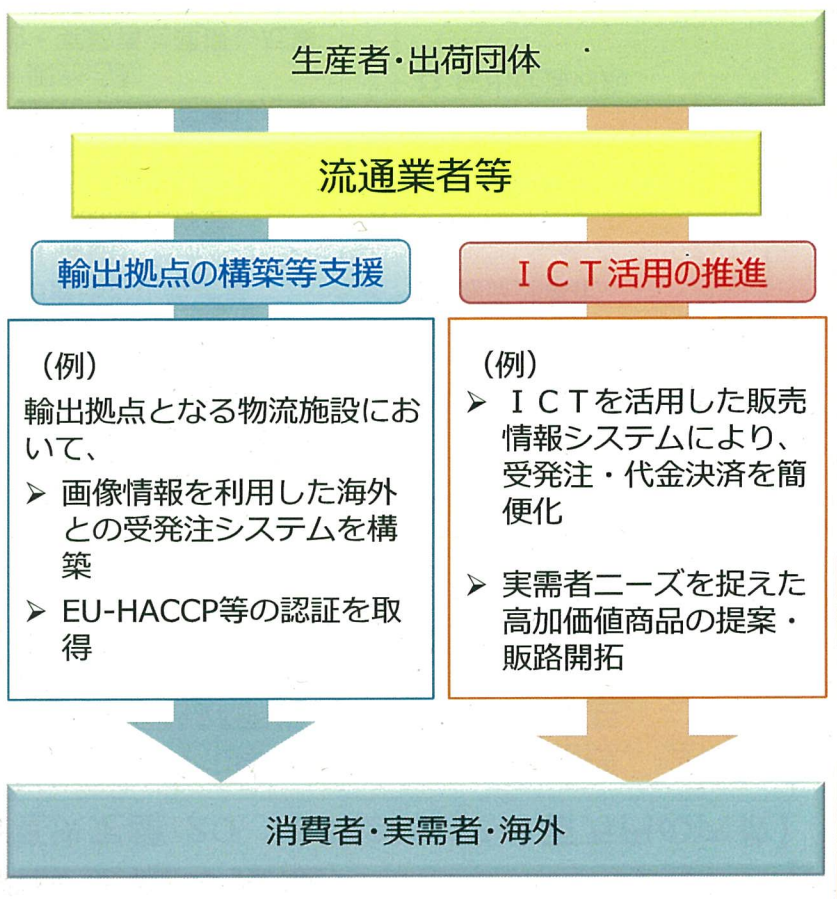 生産者・出荷団体
流通業者等
輸出拠点の構築等支援
(例)
輸出拠点となる物流施設にお
いて、
➢ 画像情報を利用した海外
との受発注システムを構
築
➢ EU-HACCP等の認証を取
得
ＩＣＴ活用の推進
(例)
➢ ＩＣＴを活用した販売
情報システムにより、
受発注・代金決済を簡
便化
➢ 実需者ニーズを捉えた
高加価値商品の提案・
販路開拓
消費者・実需者・海外